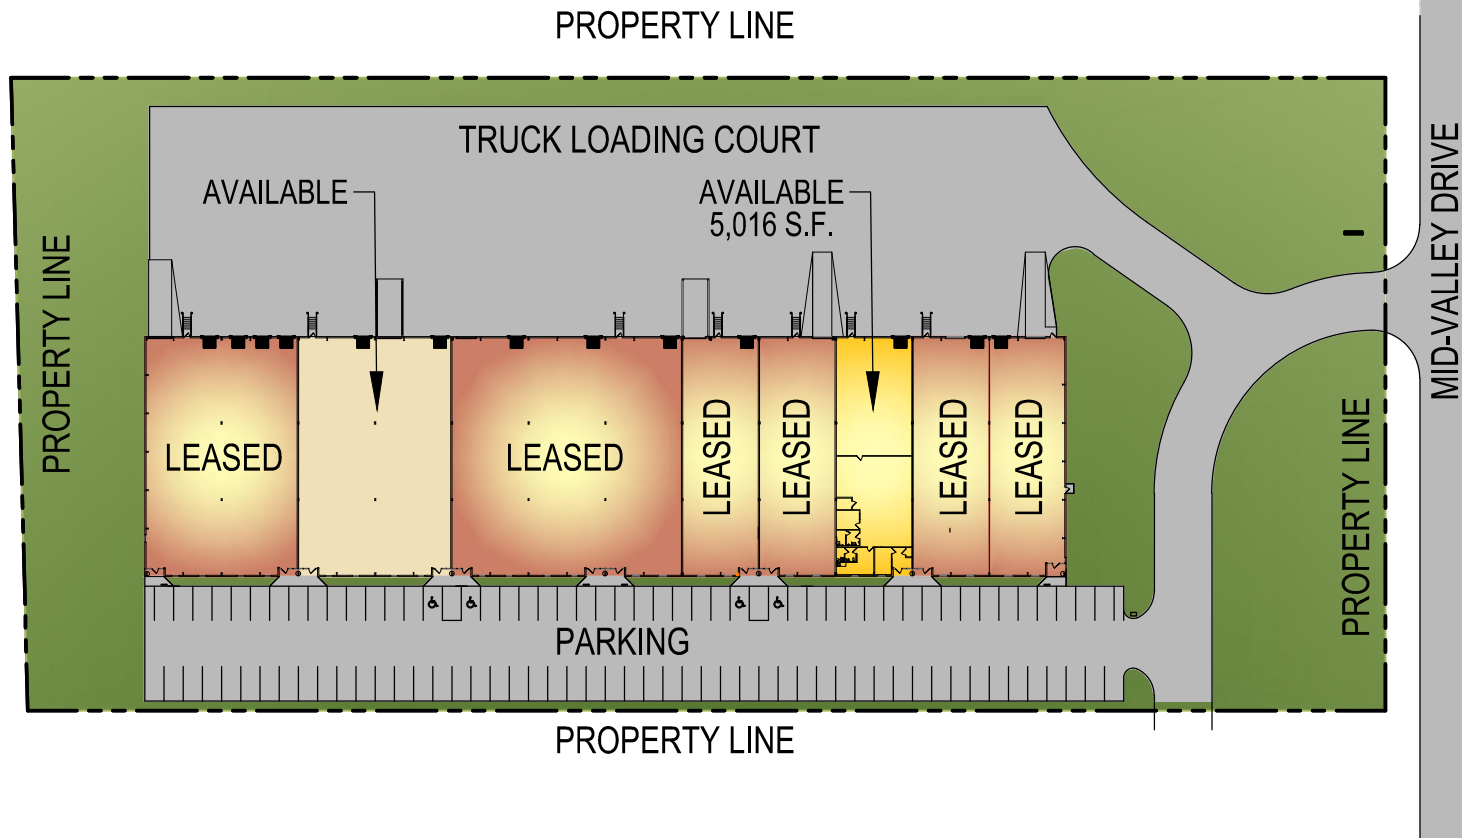 PROPERTY LINE
TRUCK LOADING COURT
AVAILABLE
AVAILABLE
5,016 S.F.
MID-VALLEY DRIVE
PROPERTY LINE
LEASED
LEASED
LEASED
LEASED
LEASED
LEASED
PROPERTY LINE
PARKING
PROPERTY LINE